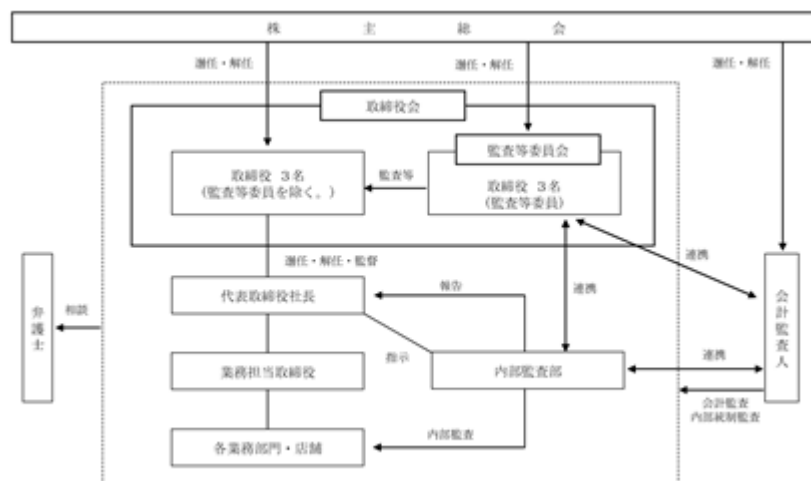 株主総会
選任・解任
選任・解任
選任・解任
取締役会
監査等委員会
取締役 3名
(監査等委員を除く。)
監査等
取締役 3名
(監査等委員)
選任・解任・監督
連携
連携
弁護士
相談
代表取締役社長
報告
会計監査人
指示
業務担当取締役
内部監査部
連携
会計監査
内部統制監査
各業務部門・店舗
内部監査